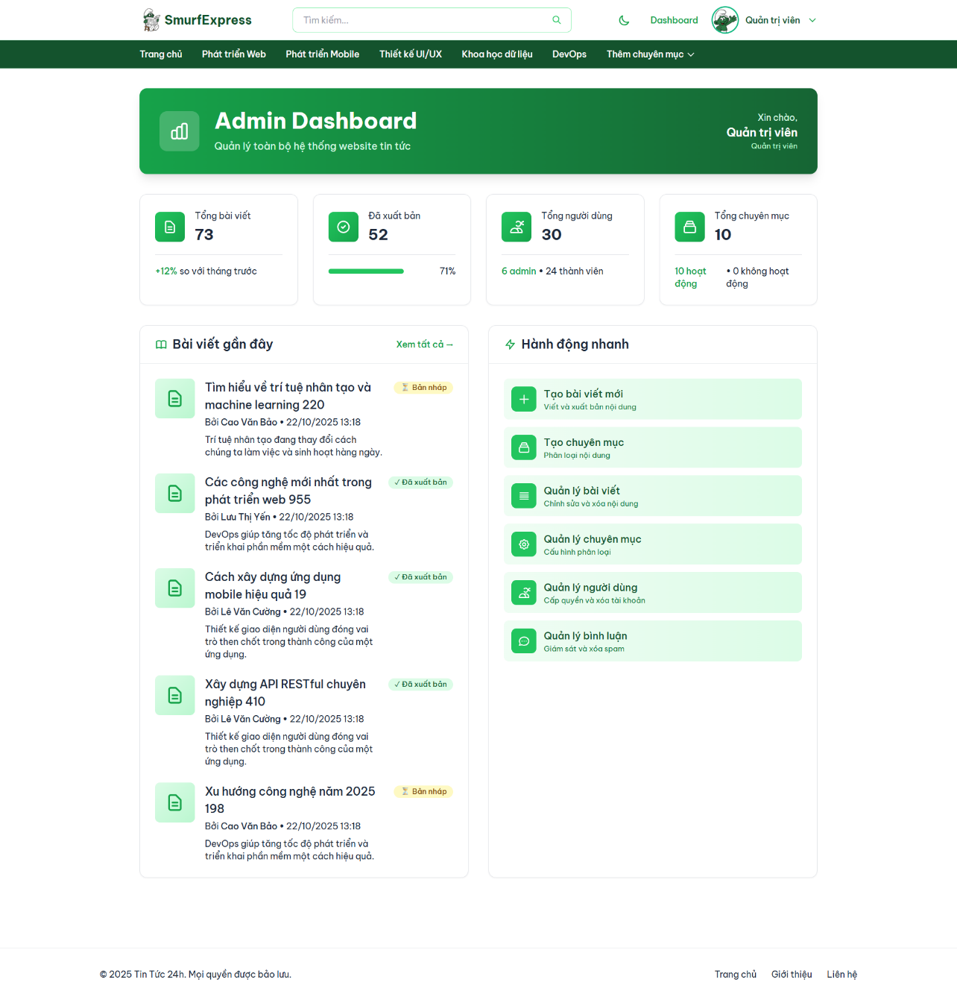 SmurfExpress
Tìm kiếm...
Dashboard
Quản trị viên
Trang chủ
Phát triển Web
Phát triển Mobile
Thiết kế UI/UX
Khoa học dữ liệu
DevOps
Thêm chuyên mục
Admin Dashboard
Quản lý toàn bộ hệ thống website tin tức
Xin chào,
Quản trị viên
Quản trị viên
Tổng bài viết
73
+12% so với tháng trước
Đã xuất bản
52
71%
Tổng người dùng
30
6 admin • 24 thành viên
Tổng chuyên mục
10
10 hoạt
động
• 0 không hoạt
động
Bài viết gần đây
Xem tất cả →
Tìm hiểu về trí tuệ nhân tạo và
machine learning 220
⏳ Bản nháp
Bởi Cao Văn Bảo • 22/10/2025 13:18
Trí tuệ nhân tạo đang thay đổi cách
chúng ta làm việc và sinh hoạt hàng ngày.
Các công nghệ mới nhất trong
phát triển web 955
✓ Đã xuất bản
Bởi Lưu Thị Yến • 22/10/2025 13:18
DevOps giúp tăng tốc độ phát triển và
triển khai phần mềm một cách hiệu quả.
Cách xây dựng ứng dụng
mobile hiệu quả 19
✓ Đã xuất bản
Bởi Lê Văn Cường • 22/10/2025 13:18
Thiết kế giao diện người dùng đóng vai
trò then chốt trong thành công của một
ứng dụng.
Xây dựng API RESTful chuyên
nghiệp 410
✓ Đã xuất bản
Bởi Lê Văn Cường • 22/10/2025 13:18
Thiết kế giao diện người dùng đóng vai
trò then chốt trong thành công của một
ứng dụng.
Xu hướng công nghệ năm 2025
198
⏳ Bản nháp
Bởi Cao Văn Bảo • 22/10/2025 13:18
DevOps giúp tăng tốc độ phát triển và
triển khai phần mềm một cách hiệu quả.
Hành động nhanh
Tạo bài viết mới
Viết và xuất bản nội dung
Tạo chuyên mục
Phân loại nội dung
Quản lý bài viết
Chỉnh sửa và xóa nội dung
Quản lý chuyên mục
Cấu hình phân loại
Quản lý người dùng
Cấp quyền và xóa tài khoản
Quản lý bình luận
Giám sát và xóa spam
© 2025 Tin Tức 24h. Mọi quyền được bảo lưu.
Trang chủ
Giới thiệu
Liên hệ